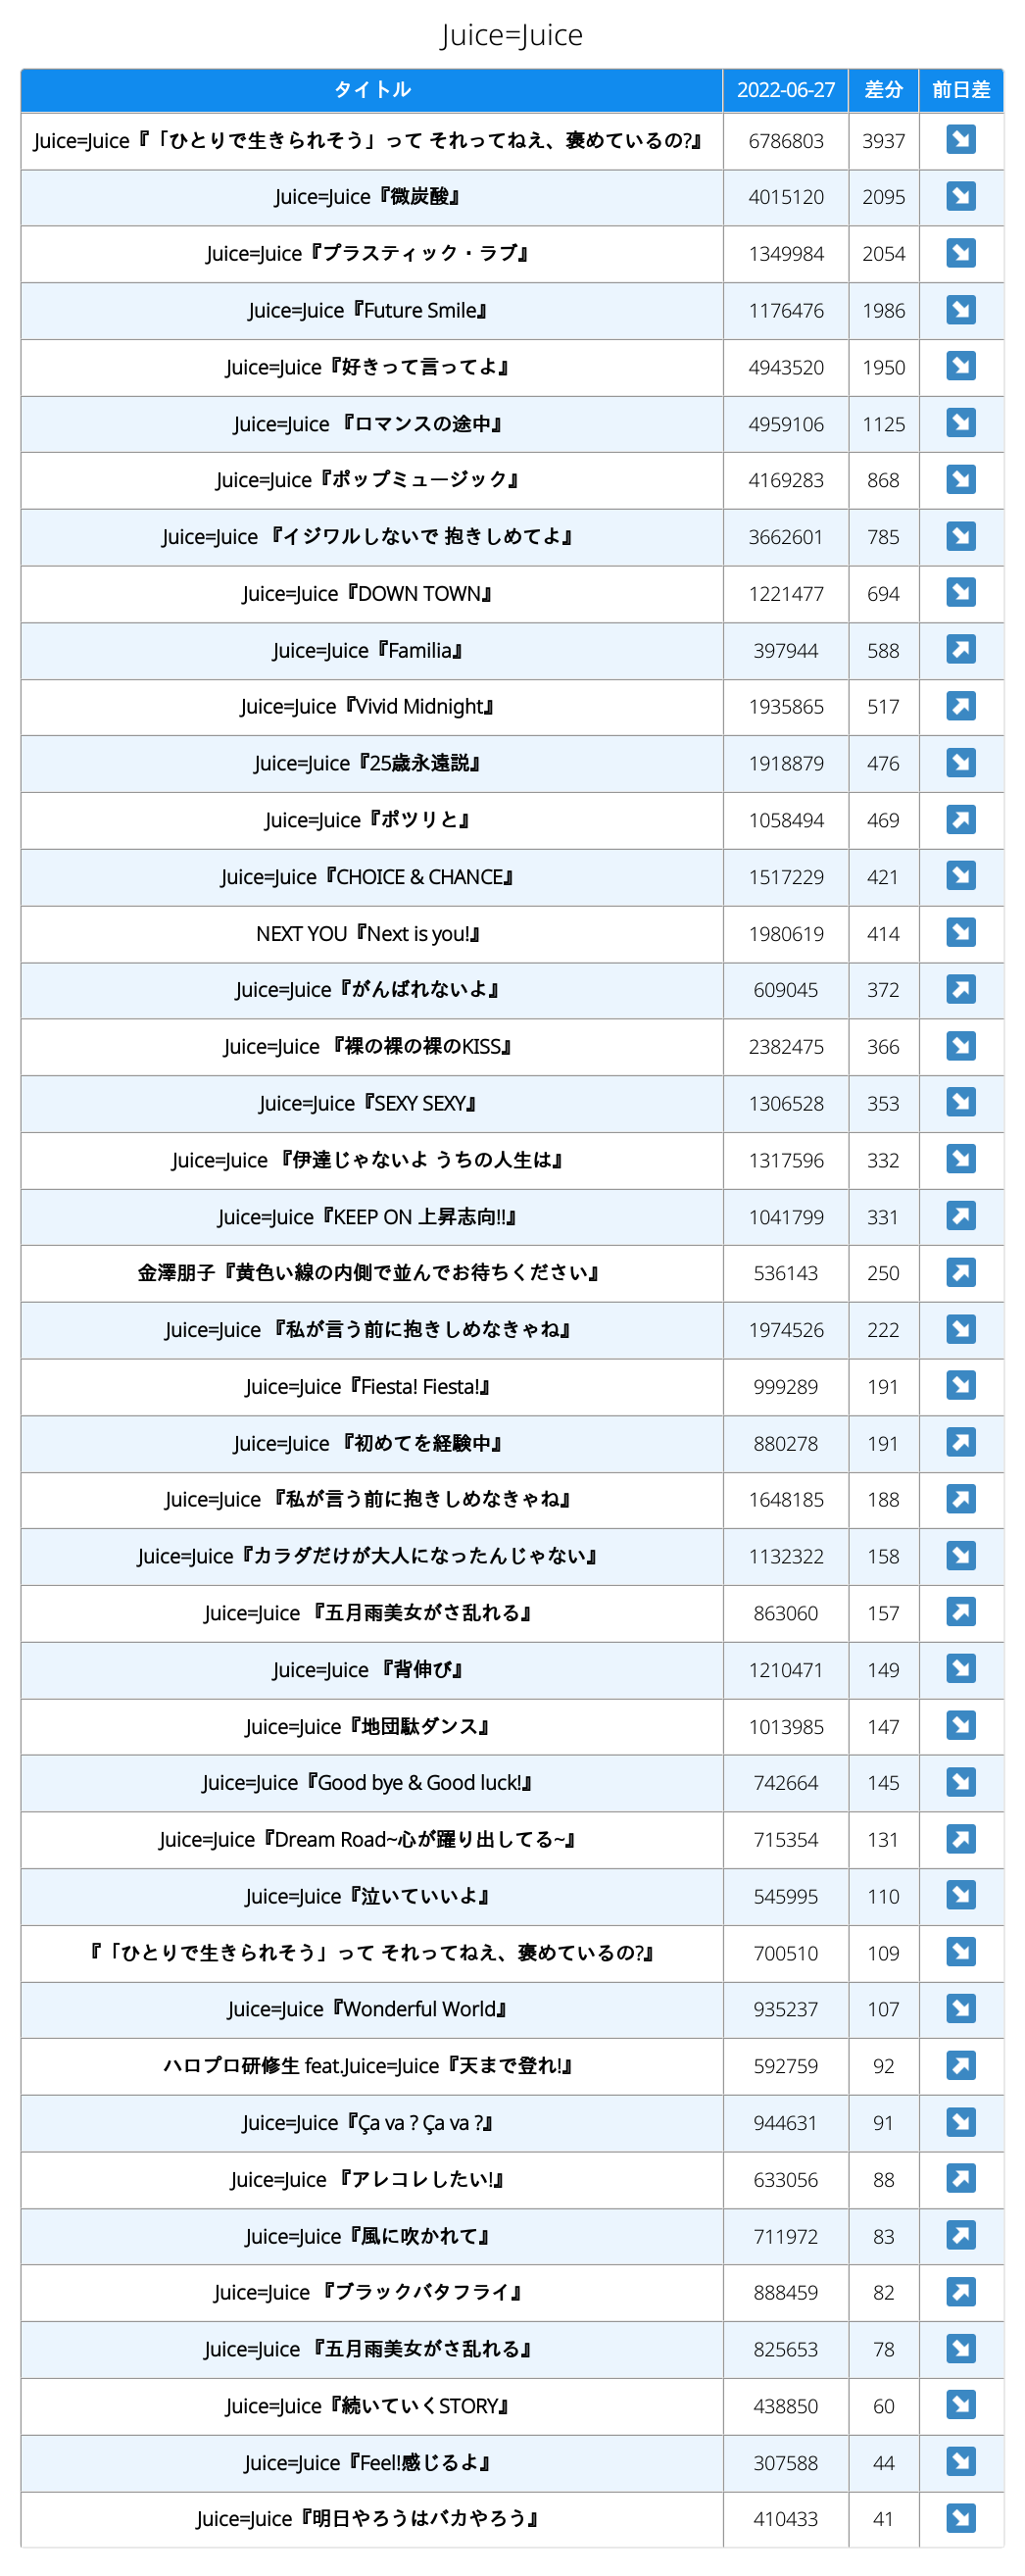 Juice=Juice
タイトル 2022-06-27 差分 前日差
Juice=Juice『「ひとりで生きられそう」って それってねえ、褒めているの?』 6786803 3937 ↘
Juice=Juice『微炭酸』 4015120 2095 ↘
Juice=Juice『プラスティック・ラブ』 1349984 2054 ↘
Juice=Juice『Future Smile』 1176476 1986 ↘
Juice=Juice『好きって言ってよ』 4943520 1950 ↘
Juice=Juice 『ロマンスの途中』 4959106 1125 ↘
Juice=Juice『ポップミュージック』 4169283 868 ↘
Juice=Juice 『イジワルしないで 抱きしめてよ』 3662601 785 ↘
Juice=Juice『DOWN TOWN』 1221477 694 ↘
Juice=Juice『Familia』 397944 588 ↗
Juice=Juice『Vivid Midnight』 1935865 517 ↗
Juice=Juice『25歳永遠説』 1918879 476 ↘
Juice=Juice『ポツリと』 1058494 469 ↗
Juice=Juice『CHOICE & CHANCE』 1517229 421 ↘
NEXT YOU『Next is you!』 1980619 414 ↘
Juice=Juice『がんばれないよ』 609045 372 ↗
Juice=Juice 『裸の裸の裸のKISS』 2382475 366 ↘
Juice=Juice『SEXY SEXY』 1306528 353 ↘
Juice=Juice 『伊達じゃないよ うちの人生は』 1317596 332 ↘
Juice=Juice『KEEP ON 上昇志向!!』 1041799 331 ↗
金澤朋子『黄色い線の内側で並んでお待ちください』 536143 250 ↗
Juice=Juice 『私が言う前に抱きしめなきゃね』 1974526 222 ↘
Juice=Juice『Fiesta! Fiesta!』 999289 191 ↘
Juice=Juice 『初めてを経験中』 880278 191 ↗
Juice=Juice 『私が言う前に抱きしめなきゃね』 1648185 188 ↗
Juice=Juice『カラダだけが大人になったんじゃない』 1132322 158 ↘
Juice=Juice 『五月雨美女がさ乱れる』 863060 157 ↗
Juice=Juice 『背伸び』 1210471 149 ↘
Juice=Juice『地団駄ダンス』 1013985 147 ↘
Juice=Juice『Good bye & Good luck!』 742664 145 ↘
Juice=Juice『Dream Road~心が躍り出してる~』 715354 131 ↗
Juice=Juice『泣いていいよ』 545995 110 ↘
『「ひとりで生きられそう」って それってねえ、褒めているの?』 700510 109 ↘
Juice=Juice『Wonderful World』 935237 107 ↘
ハロプロ研修生 feat.Juice=Juice『天まで登れ!』 592759 92 ↗
Juice=Juice『Ça va ? Ça va ?』 944631 91 ↘
Juice=Juice 『アレコレしたい!』 633056 88 ↗
Juice=Juice『風に吹かれて』 711972 83 ↗
Juice=Juice 『ブラックバタフライ』 888459 82 ↗
Juice=Juice 『五月雨美女がさ乱れる』 825653 78 ↘
Juice=Juice『続いていくSTORY』 438850 60 ↘
Juice=Juice『Feel!感じるよ』 307588 44 ↘
Juice=Juice『明日やろうはバカやろう』 410433 41 ↘